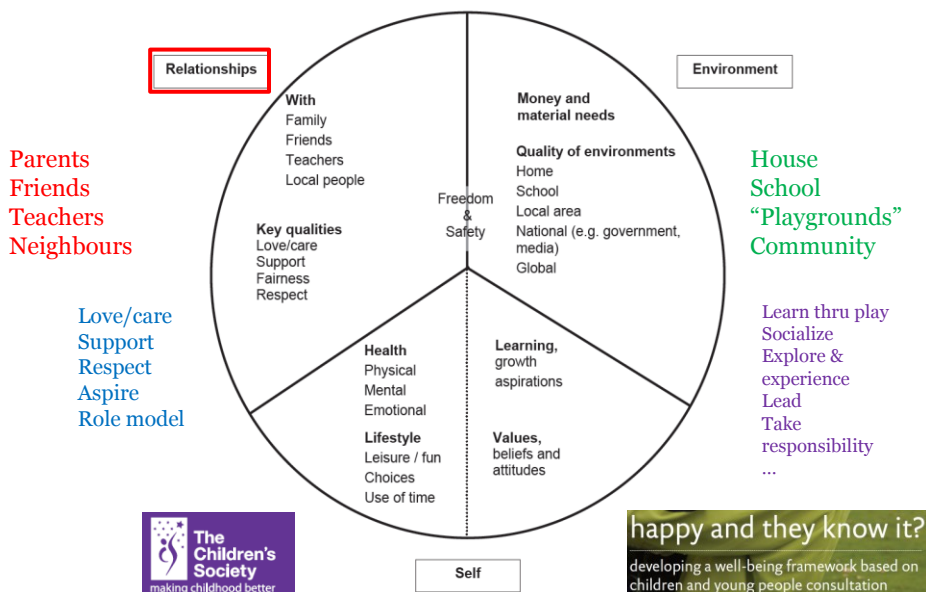 Relationships
Environment
With
Family
Friends
Teachers
Local people
Key qualities
Love/care
Support
Fairness
Respect
Freedom
&
Safety
Money and
material needs
Quality of environments
Home
School
Local area
National (e.g. government,
media)
Global
Parents
Friends
Teachers
Neighbours
House
School
“Playgrounds”
Community
Love/care
Support
Respect
Aspire
Role model
Health
Physical
Mental
Emotional
Lifestyle
Leisure / fun
Choices
Use of time
Learning,
growth
aspirations
Values,
beliefs and
attitudes
Learn thru play
Socialize
Explore &
experience
Lead
Take
responsibility
...
The
Children's
Society
making childhood better
Self
happy and they know it?
developing a well-being framework based on
children and young people consultation